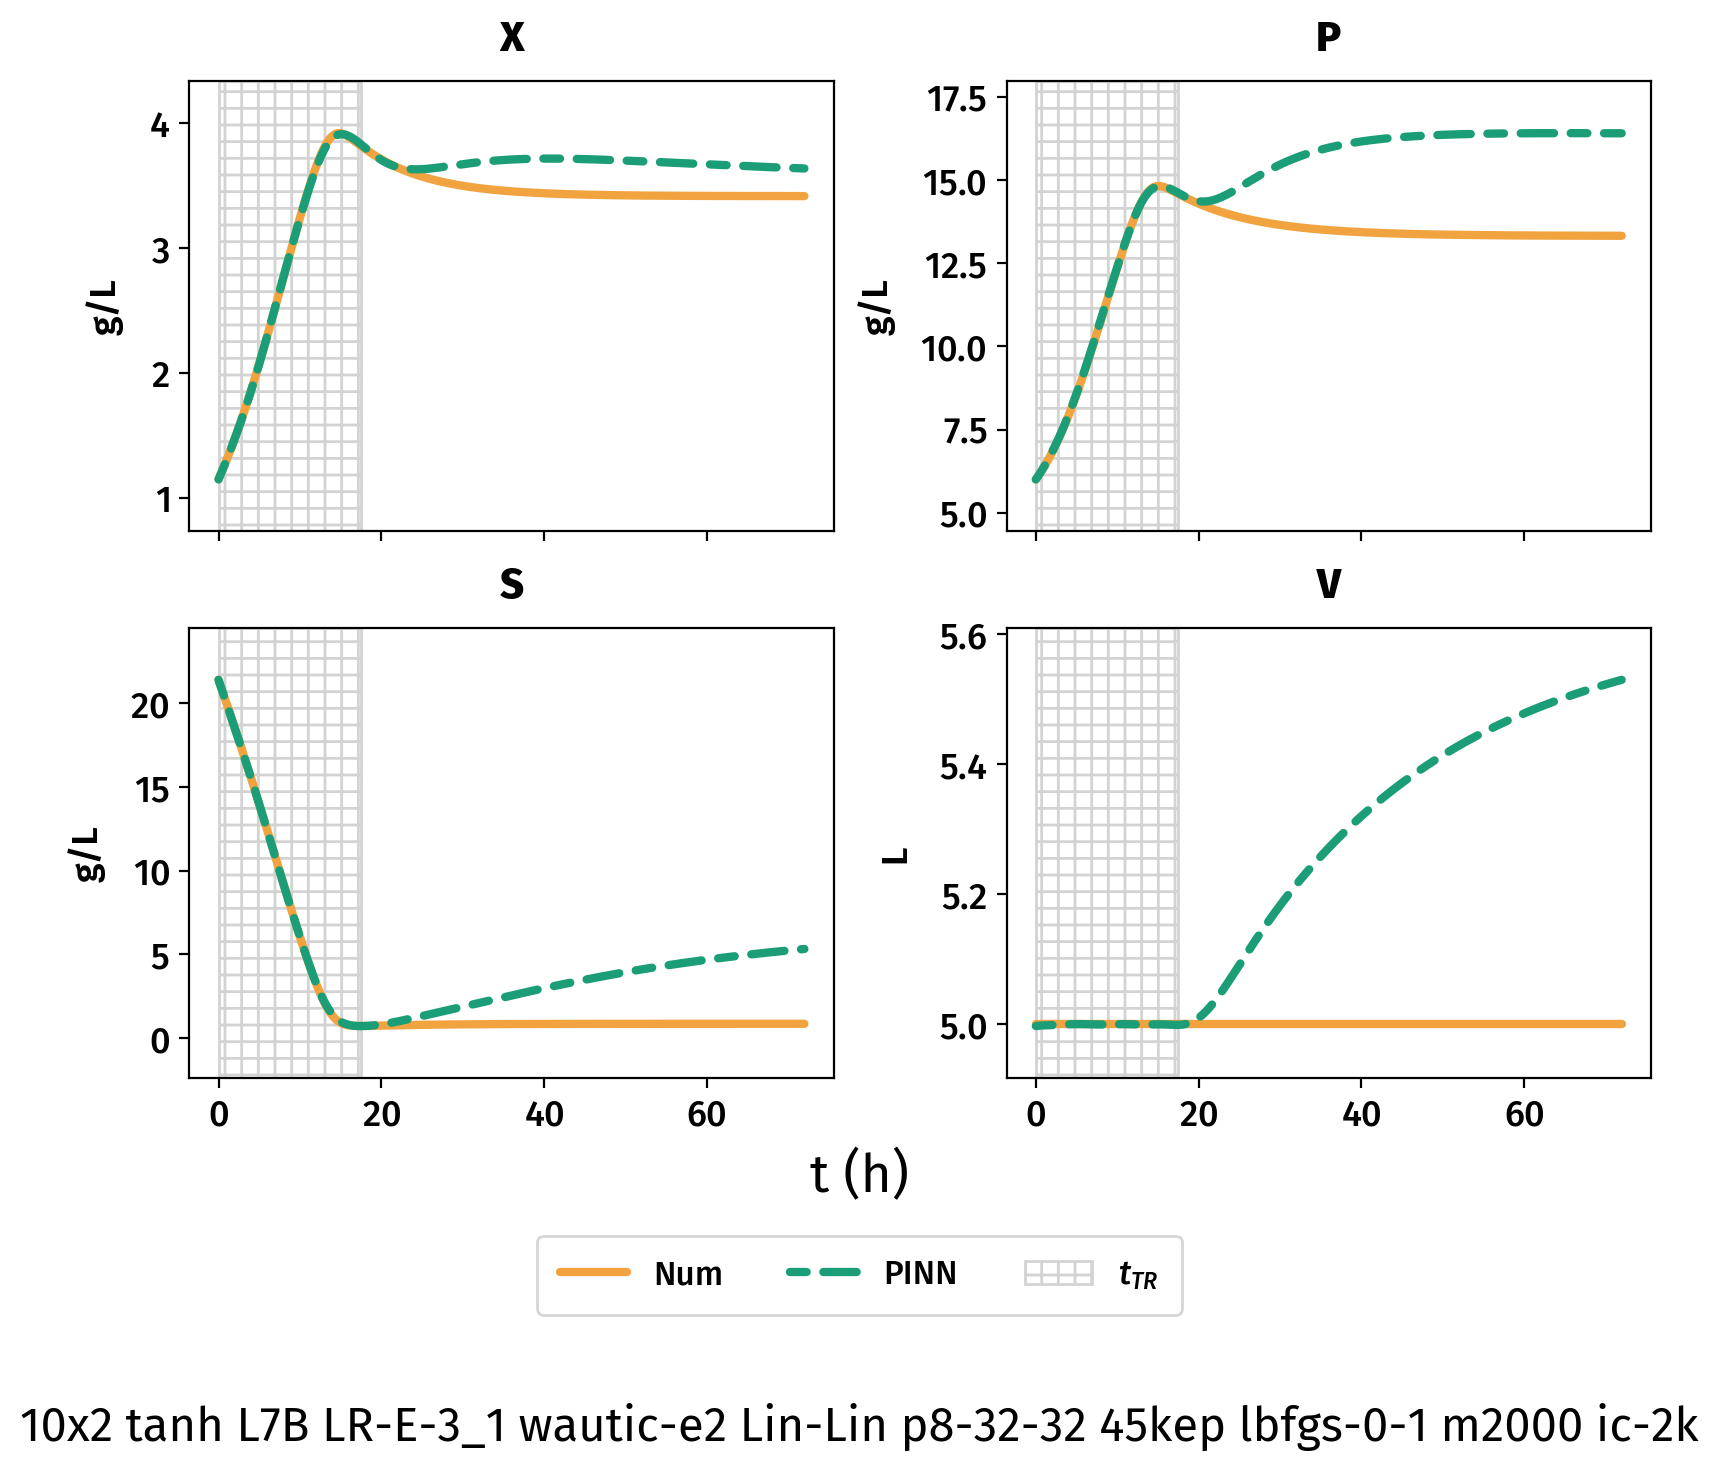 X
P
4
3
2
1
g/L
17.5
15.0
12.5
10.0
7.5
5.0
g/L
S
V
20
15
10
5
0
g/L
0 20 40 60
5.6
5.4
5.2
5.0
L
0 20 40 60
t (h)
Num PINN t_TR
10x2 tanh L7B LR-E-3_1 wautic-e2 Lin-Lin p8-32-32 45kep lbfgs-0-1 m2000 ic-2k